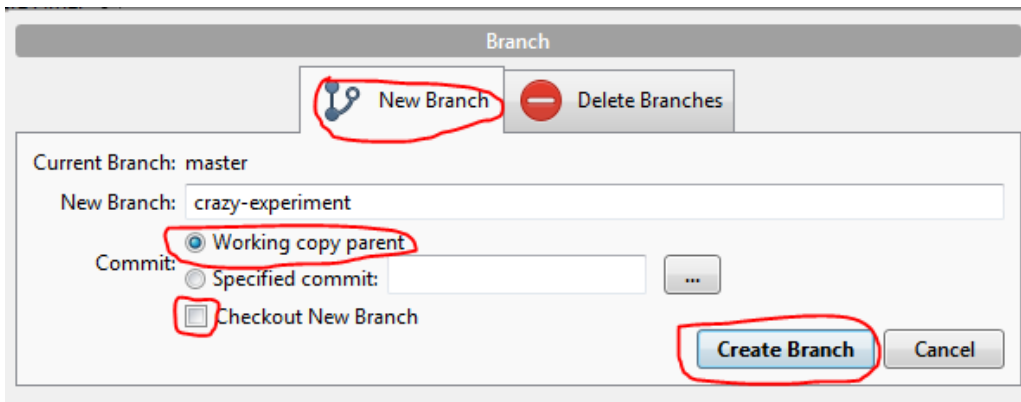 Branch
New Branch
Delete Branches
Current Branch: master
New Branch: crazy-experiment
Commit:
Working copy parent
Specified commit:
...
Checkout New Branch
Create Branch
Cancel